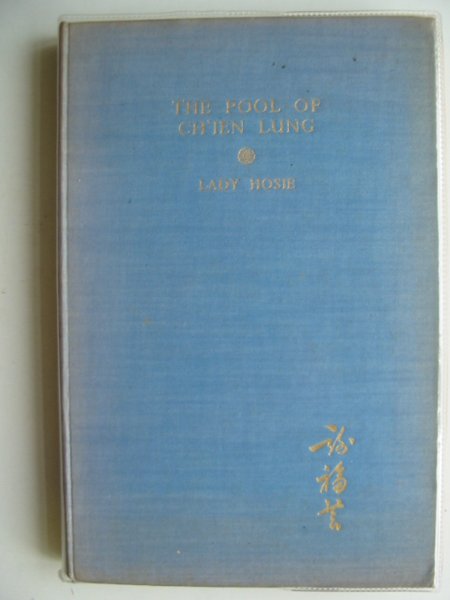 THE POOL OF
CH'IEN LUNG
LADY HOSIE
謝福芸